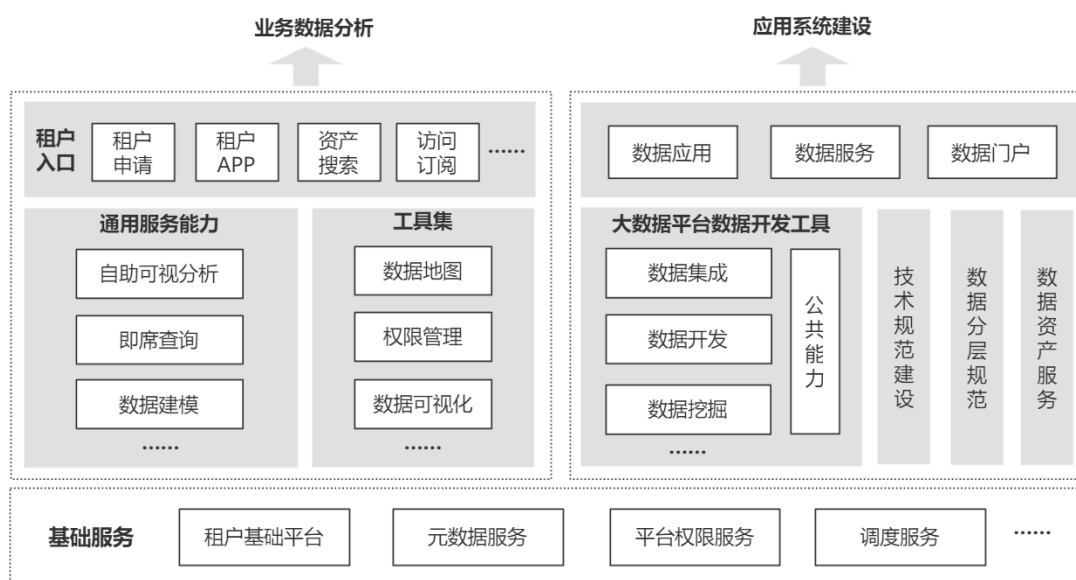 业务数据分析
应用系统建设
租户
入口
租户
申请
租户
APP
资产
搜索
访问
订阅
……
数据应用
数据服务
数据门户
通用服务能力
自助可视分析
即席查询
数据建模
……
工具集
数据地图
权限管理
数据可视化
……
大数据平台数据开发工具
数据集成
数据开发
数据挖掘
……
公共能力
技术规范建设
数据分层规范
数据资产服务
基础服务
租户基础平台
元数据服务
平台权限服务
调度服务
……